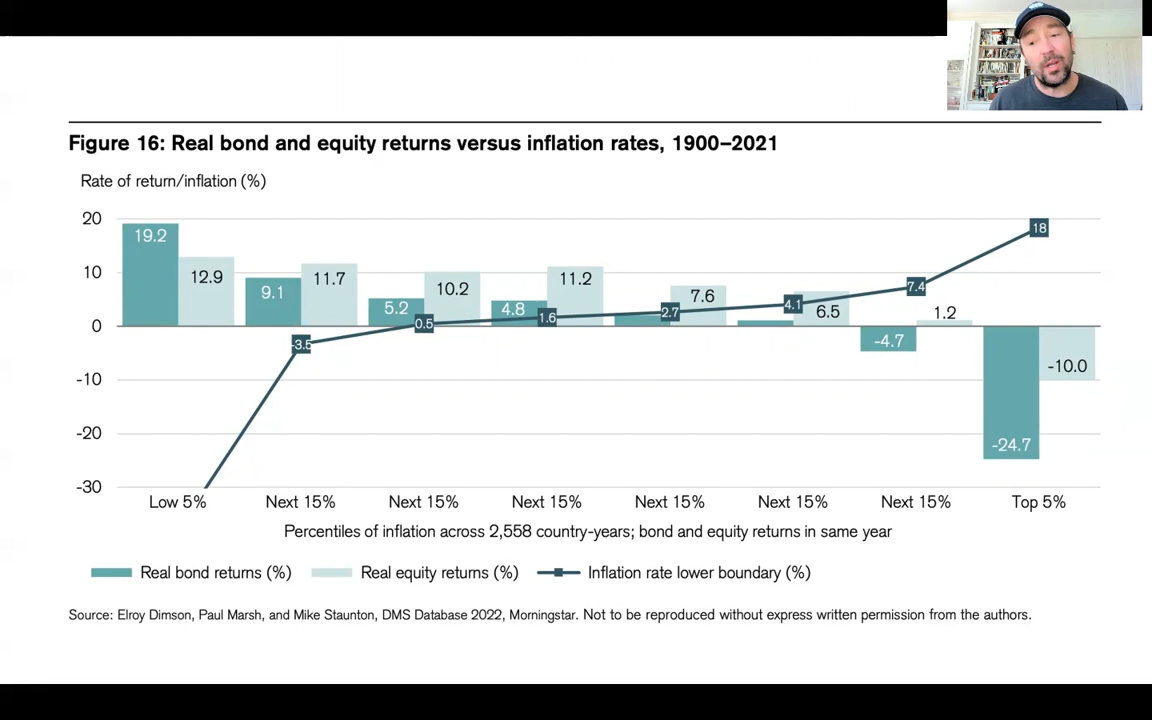 Figure 16: Real bond and equity returns versus inflation rates, 1900–2021
Rate of return/inflation (%)
20
10
0
-10
-20
-30
19.2
12.9
9.1
11.7
5.2
10.2
4.8
11.2
7.6
6.5
-4.7
1.2
-24.7
-10.0
-3.5
0.5
1.6
2.7
4.1
7.4
18
Low 5%
Next 15%
Next 15%
Next 15%
Next 15%
Next 15%
Next 15%
Top 5%
Percentiles of inflation across 2,558 country-years; bond and equity returns in same year
Real bond returns (%)
Real equity returns (%)
Inflation rate lower boundary (%)
Source: Elroy Dimson, Paul Marsh, and Mike Staunton, DMS Database 2022, Morningstar. Not to be reproduced without express written permission from the authors.